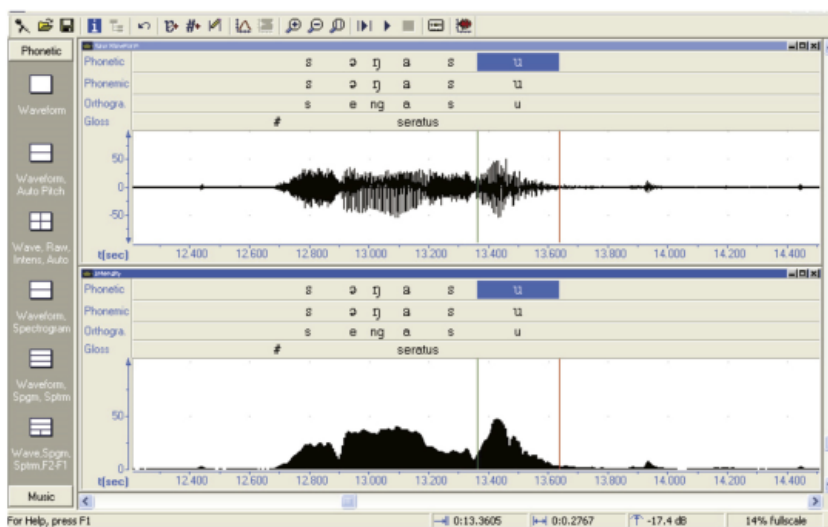 Phonetic
Waveform
Waveform,
Auto Pitch
Wave, Raw,
Intens, Auto
Waveform,
Spectrogram
Waveform,
Spgm, Sptrm
Wave,Spgm,
Sptrm,F2-F1
Music
Raw Waveform
Phonetic s ə ŋ a s u
Phonemic s ə ŋ a s u
Orthogra. s e ng a s u
Gloss # seratus
50
0
-50
t(sec) 12.400 12.600 12.800 13.000 13.200 13.400 13.600 13.800 14.000 14.200 14.400
Intensity
Phonetic s ə ŋ a s u
Phonemic s ə ŋ a s u
Orthogra. s e ng a s u
Gloss # seratus
50
0
t(sec) 12.400 12.600 12.800 13.000 13.200 13.400 13.600 13.800 14.000 14.200 14.400
For Help, press F1 0:13.3605 0:0.2767 -17.4 dB 14% fullscale